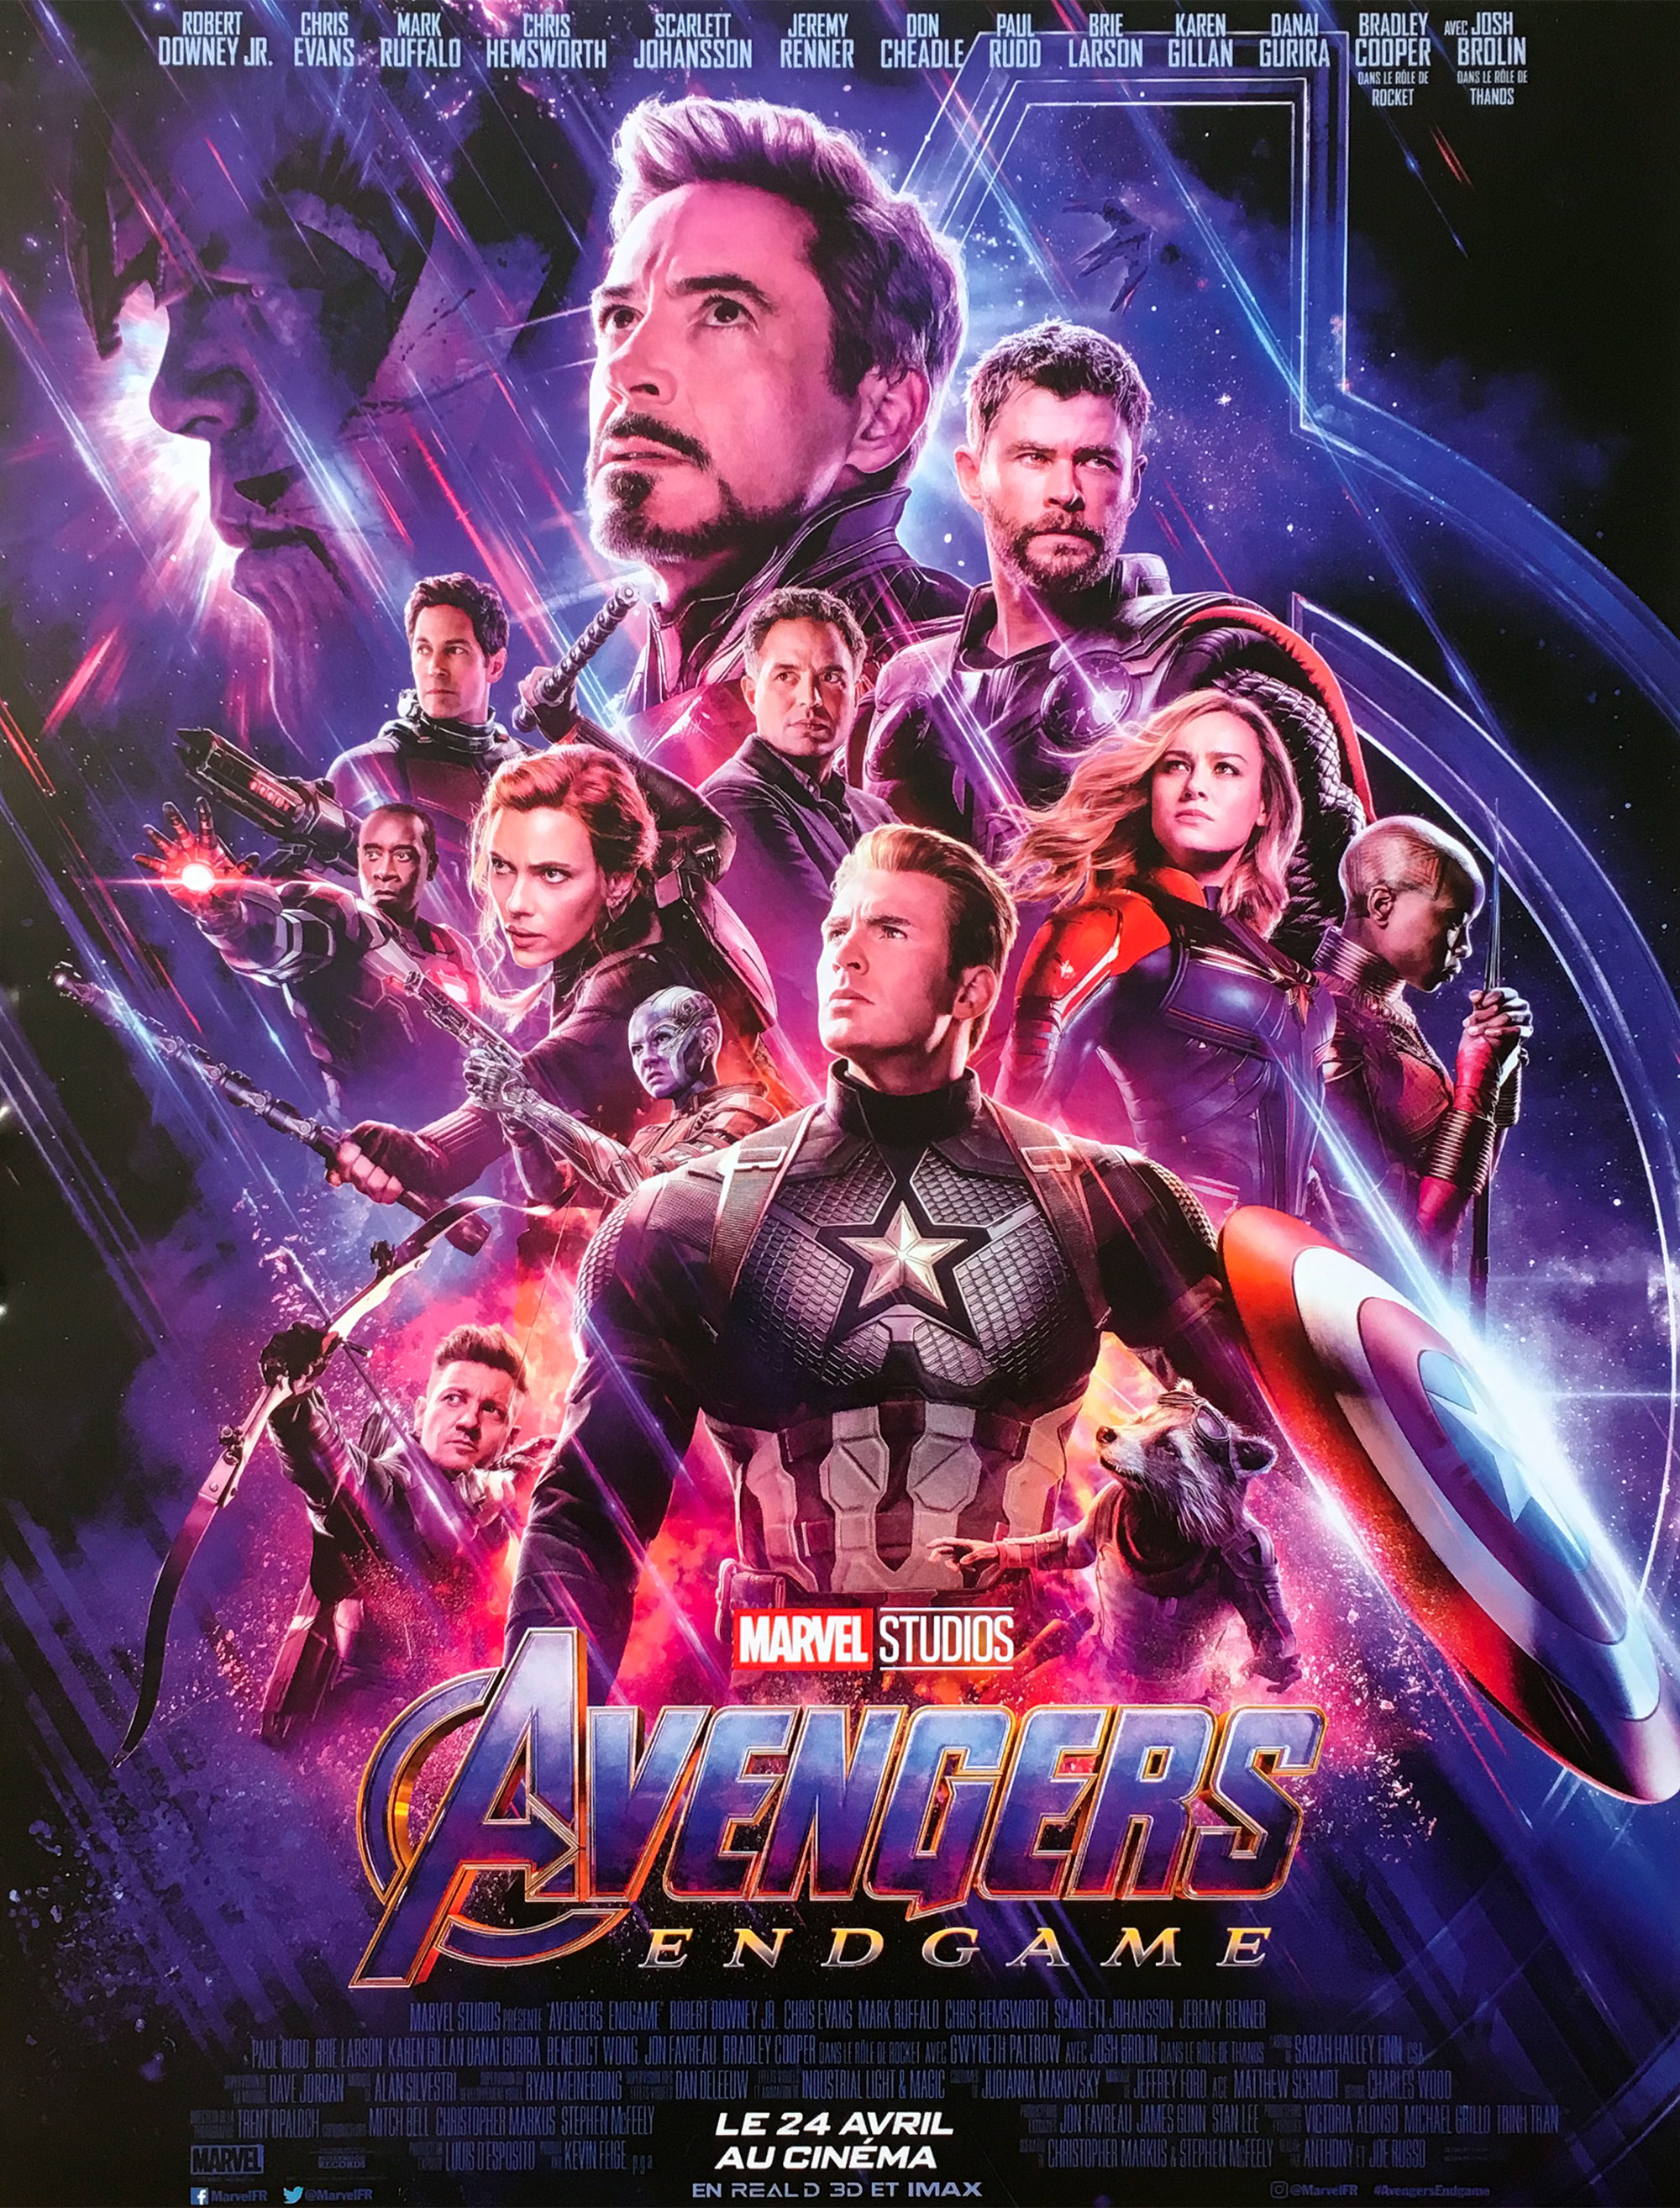 ROBERT DOWNEY JR. CHRIS EVANS MARK RUFFALO CHRIS HEMSWORTH SCARLETT JOHANSSON JEREMY RENNER DON CHEADLE PAUL RUDD BRIE LARSON KAREN GILLAN DANAI GURIRA BRADLEY COOPER AVEC JOSH BROLIN
DANS LE RÔLE DE ROCKET DANS LE RÔLE DE THANOS
MARVEL STUDIOS
AVENGERS
ENDGAME
MARVEL STUDIOS PRÉSENTE "AVENGERS ENDGAME" ROBERT DOWNEY JR. CHRIS EVANS MARK RUFFALO CHRIS HEMSWORTH SCARLETT JOHANSSON JEREMY RENNER
PAUL RUDD BRIE LARSON KAREN GILLAN DANAI GURIRA BENEDICT WONG JON FAVREAU BRADLEY COOPER DANS LE RÔLE DE ROCKET AVEC GWYNETH PALTROW AVEC JOSH BROLIN DANS LE RÔLE DE THANOS CASTING SARAH HALLEY FINN, CSA
DAVE JORDAN ALAN SILVESTRI RYAN MEINERDING DAN DELEEUW INDUSTRIAL LIGHT & MAGIC JUDIANNA MAKOVSKY JEFFREY FORD ACE MATTHEW SCHMIDT CHARLES WOOD
TRENT OPALOCH MITCH BELL CHRISTOPHER MARKUS STEPHEN McFEELY LE 24 AVRIL JON FAVREAU JAMES GUNN STAN LEE VICTORIA ALONSO MICHAEL GRILLO TRINH TRAN
MARVEL LOUIS D'ESPOSITO KEVIN FEIGE, p.g.a AU CINÉMA CHRISTOPHER MARKUS & STEPHEN McFEELY ANTHONY ET JOE RUSSO
MarvelFR @MarvelFR EN REALD 3D ET IMAX @MarvelFR #AvengersEndgame